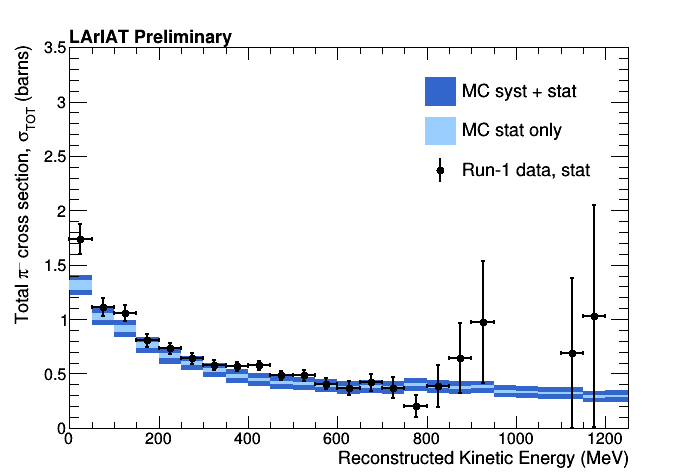 LArIAT Preliminary
Total π⁻ cross section, σ_TOT (barns)
3.5
3
2.5
2
1.5
1
0.5
0
MC syst + stat
MC stat only
Run-1 data, stat
0 200 400 600 800 1000 1200
Reconstructed Kinetic Energy (MeV)